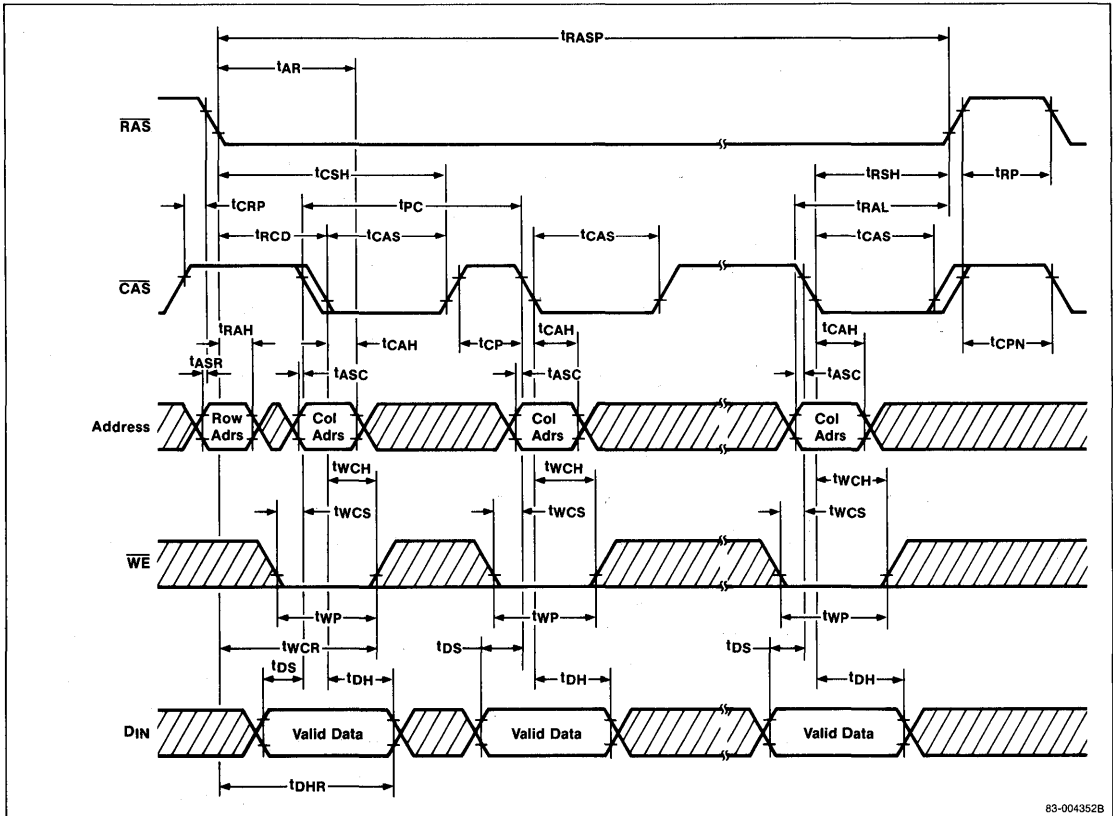 tRASP
tAR
RAS
tCSH
tRSH
tRP
tCRP
tPC
tRAL
tRCD
tCAS
tCAS
tCAS
CAS
tRAH
tCAH
tCP
tCAH
tCAH
tCPN
tASR
tASC
tASC
tASC
Address
Row Adrs
Col Adrs
Col Adrs
Col Adrs
tWCH
tWCH
tWCH
tWCS
tWCS
tWCS
WE
tWP
tWP
tWP
tWCR
tDS
tDS
tDS
tDH
tDH
tDH
DIN
Valid Data
Valid Data
Valid Data
tDHR
83-004352B